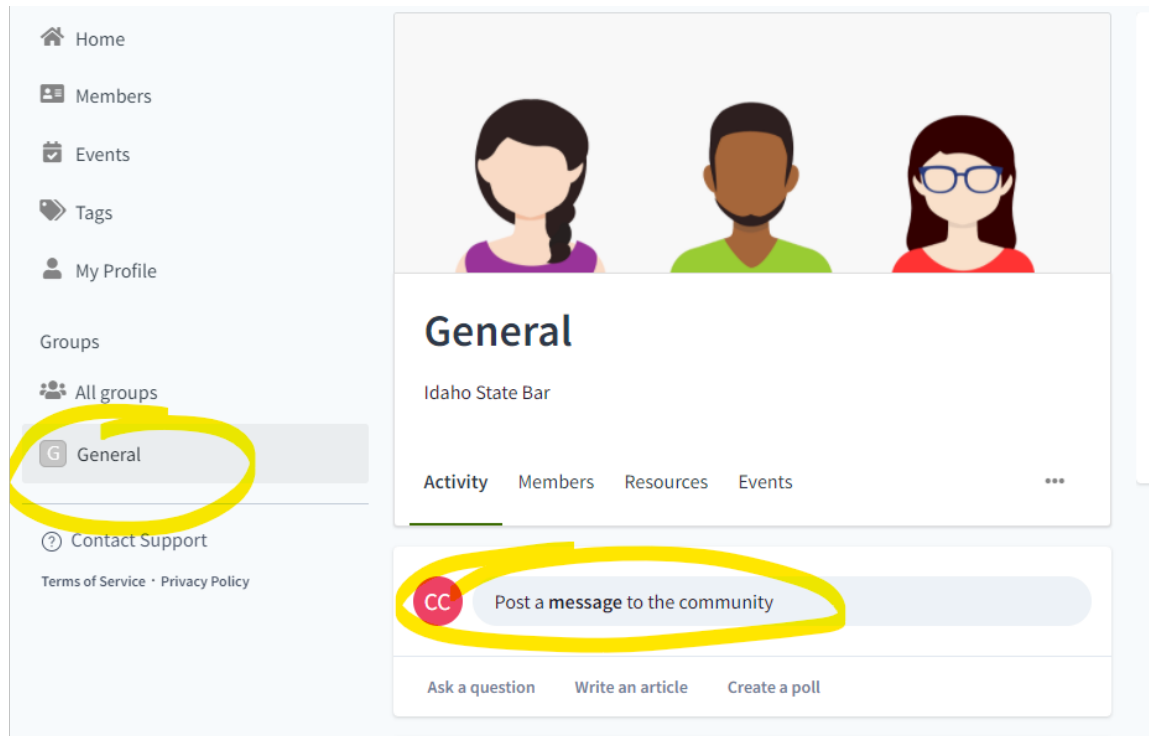 Home
Members
Events
Tags
My Profile
Groups
All groups
G General
Contact Support
Terms of Service · Privacy Policy
General
Idaho State Bar
Activity Members Resources Events
CC Post a message to the community
Ask a question Write an article Create a poll